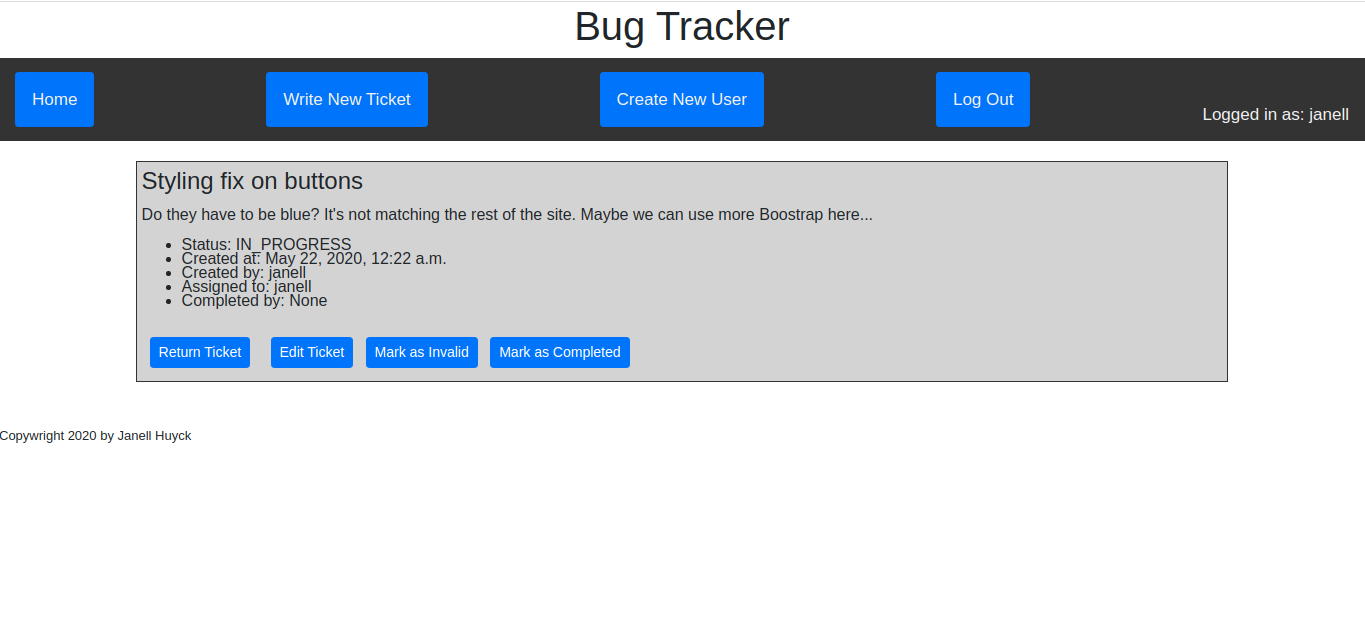 Bug Tracker
Home
Write New Ticket
Create New User
Log Out
Logged in as: janell
Styling fix on buttons
Do they have to be blue? It's not matching the rest of the site. Maybe we can use more Boostrap here...
Status: IN_PROGRESS
Created at: May 22, 2020, 12:22 a.m.
Created by: janell
Assigned to: janell
Completed by: None
Return Ticket
Edit Ticket
Mark as Invalid
Mark as Completed
Copywright 2020 by Janell Huyck